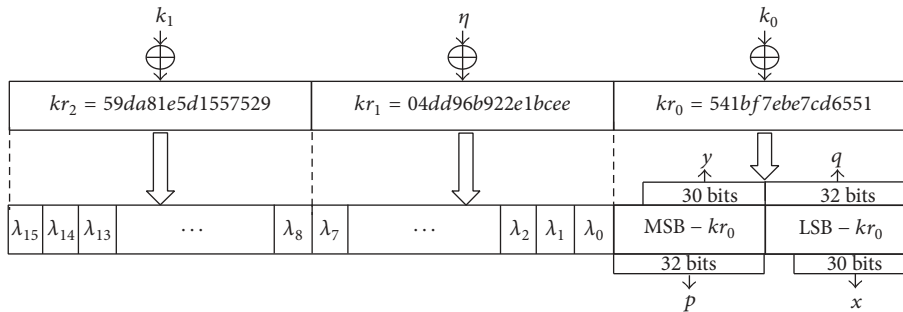 k₁ η k₀
kr₂ = 59da81e5d1557529 kr₁ = 04dd96b922e1bcee kr₀ = 541bf7ebe7cd6551
y q
30 bits 32 bits
λ₁₅ λ₁₄ λ₁₃ ⋯ λ₈ λ₇ ⋯ λ₂ λ₁ λ₀ MSB − kr₀ LSB − kr₀
32 bits 30 bits
p x